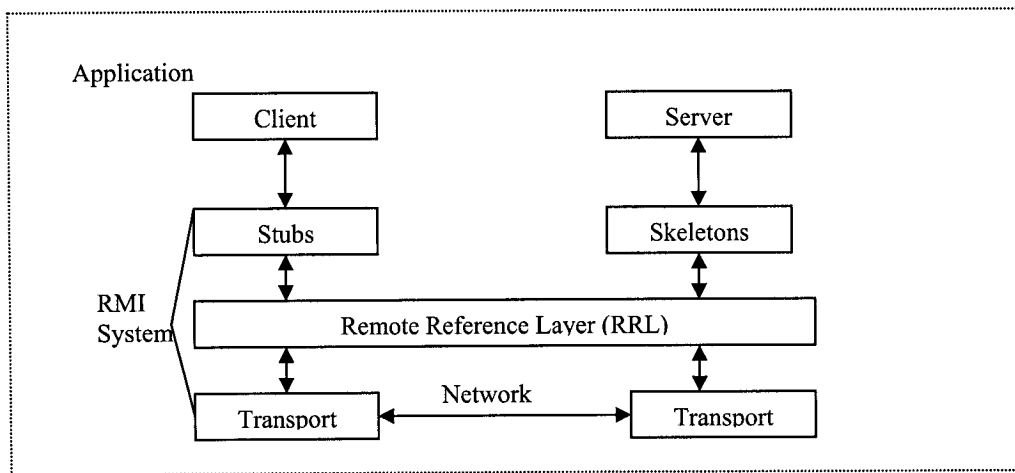 Application
Client
Server
Stubs
Skeletons
RMI
System
Remote Reference Layer (RRL)
Network
Transport
Transport